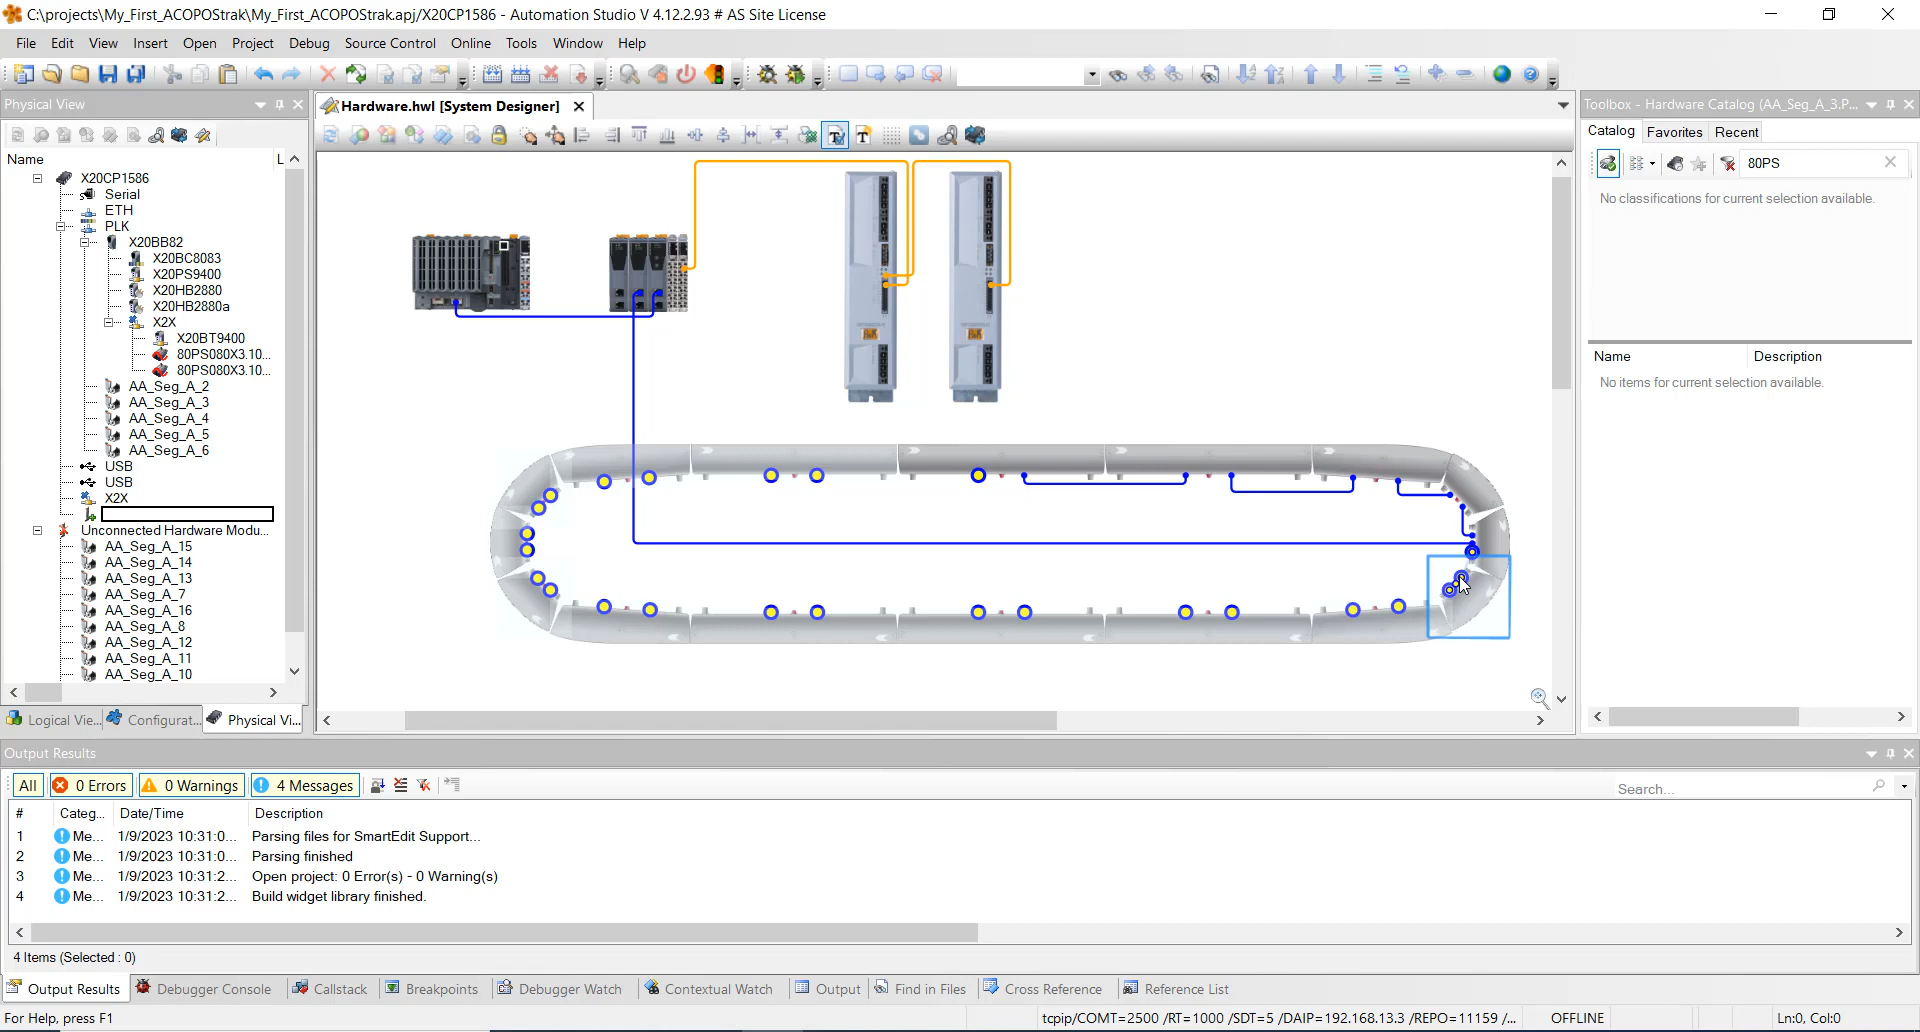 C:\projects\My_First_ACOPOStrak\My_First_ACOPOStrak.apj/X20CP1586 - Automation Studio V 4.12.2.93 # AS Site License
File Edit View Insert Open Project Debug Source Control Online Tools Window Help
Physical View
Hardware.hwl [System Designer]
Toolbox - Hardware Catalog (AA_Seg_A_3.P...
Catalog Favorites Recent
80PS
No classifications for current selection available.
Name Description
No items for current selection available.
Name L
X20CP1586
Serial
ETH
PLK
X20BB82
X20BC8083
X20PS9400
X20HB2880
X20HB2880a
X2X
X20BT9400
80PS080X3.10...
80PS080X3.10...
AA_Seg_A_2
AA_Seg_A_3
AA_Seg_A_4
AA_Seg_A_5
AA_Seg_A_6
USB
USB
X2X
Unconnected Hardware Modu...
AA_Seg_A_15
AA_Seg_A_14
AA_Seg_A_13
AA_Seg_A_7
AA_Seg_A_16
AA_Seg_A_8
AA_Seg_A_12
AA_Seg_A_11
AA_Seg_A_10
Logical Vie... Configurat... Physical Vi...
Output Results
All 0 Errors 0 Warnings 4 Messages
Search...
# Categ... Date/Time Description
1 Me... 1/9/2023 10:31:0... Parsing files for SmartEdit Support...
2 Me... 1/9/2023 10:31:0... Parsing finished
3 Me... 1/9/2023 10:31:2... Open project: 0 Error(s) - 0 Warning(s)
4 Me... 1/9/2023 10:31:2... Build widget library finished.
4 Items (Selected : 0)
Output Results Debugger Console Callstack Breakpoints Debugger Watch Contextual Watch Output Find in Files Cross Reference Reference List
For Help, press F1
tcpip/COMT=2500 /RT=1000 /SDT=5 /DAIP=192.168.13.3 /REPO=11159 /... OFFLINE Ln:0, Col:0